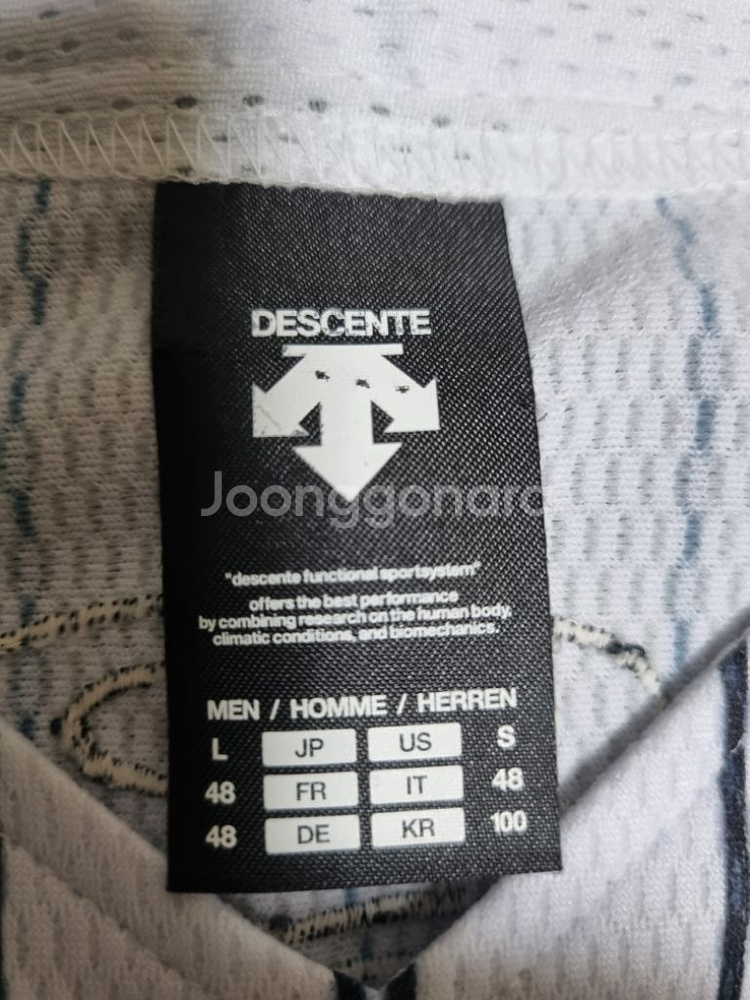 DESCENTE
Joonggonara
"descente functional sportsystem"
offers the best performance
by combining research on the human body,
climatic conditions, and biomechanics.
MEN / HOMME / HERREN
L JP US S
48 FR IT 48
48 DE KR 100